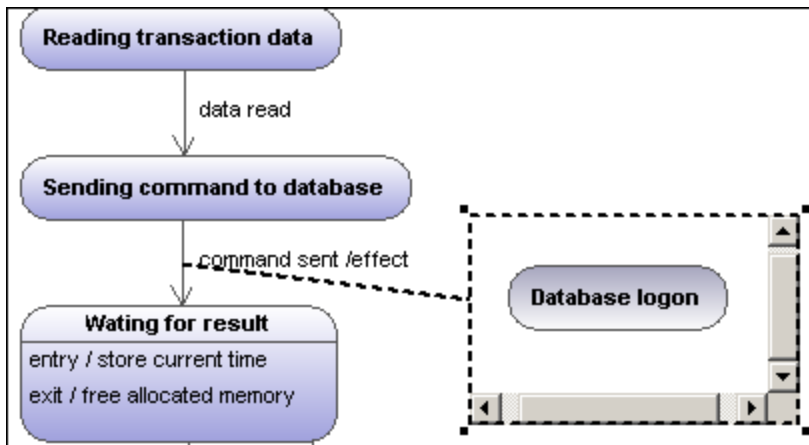 Reading transaction data
data read
Sending command to database
command sent /effect
Database logon
Wating for result
entry / store current time
exit / free allocated memory